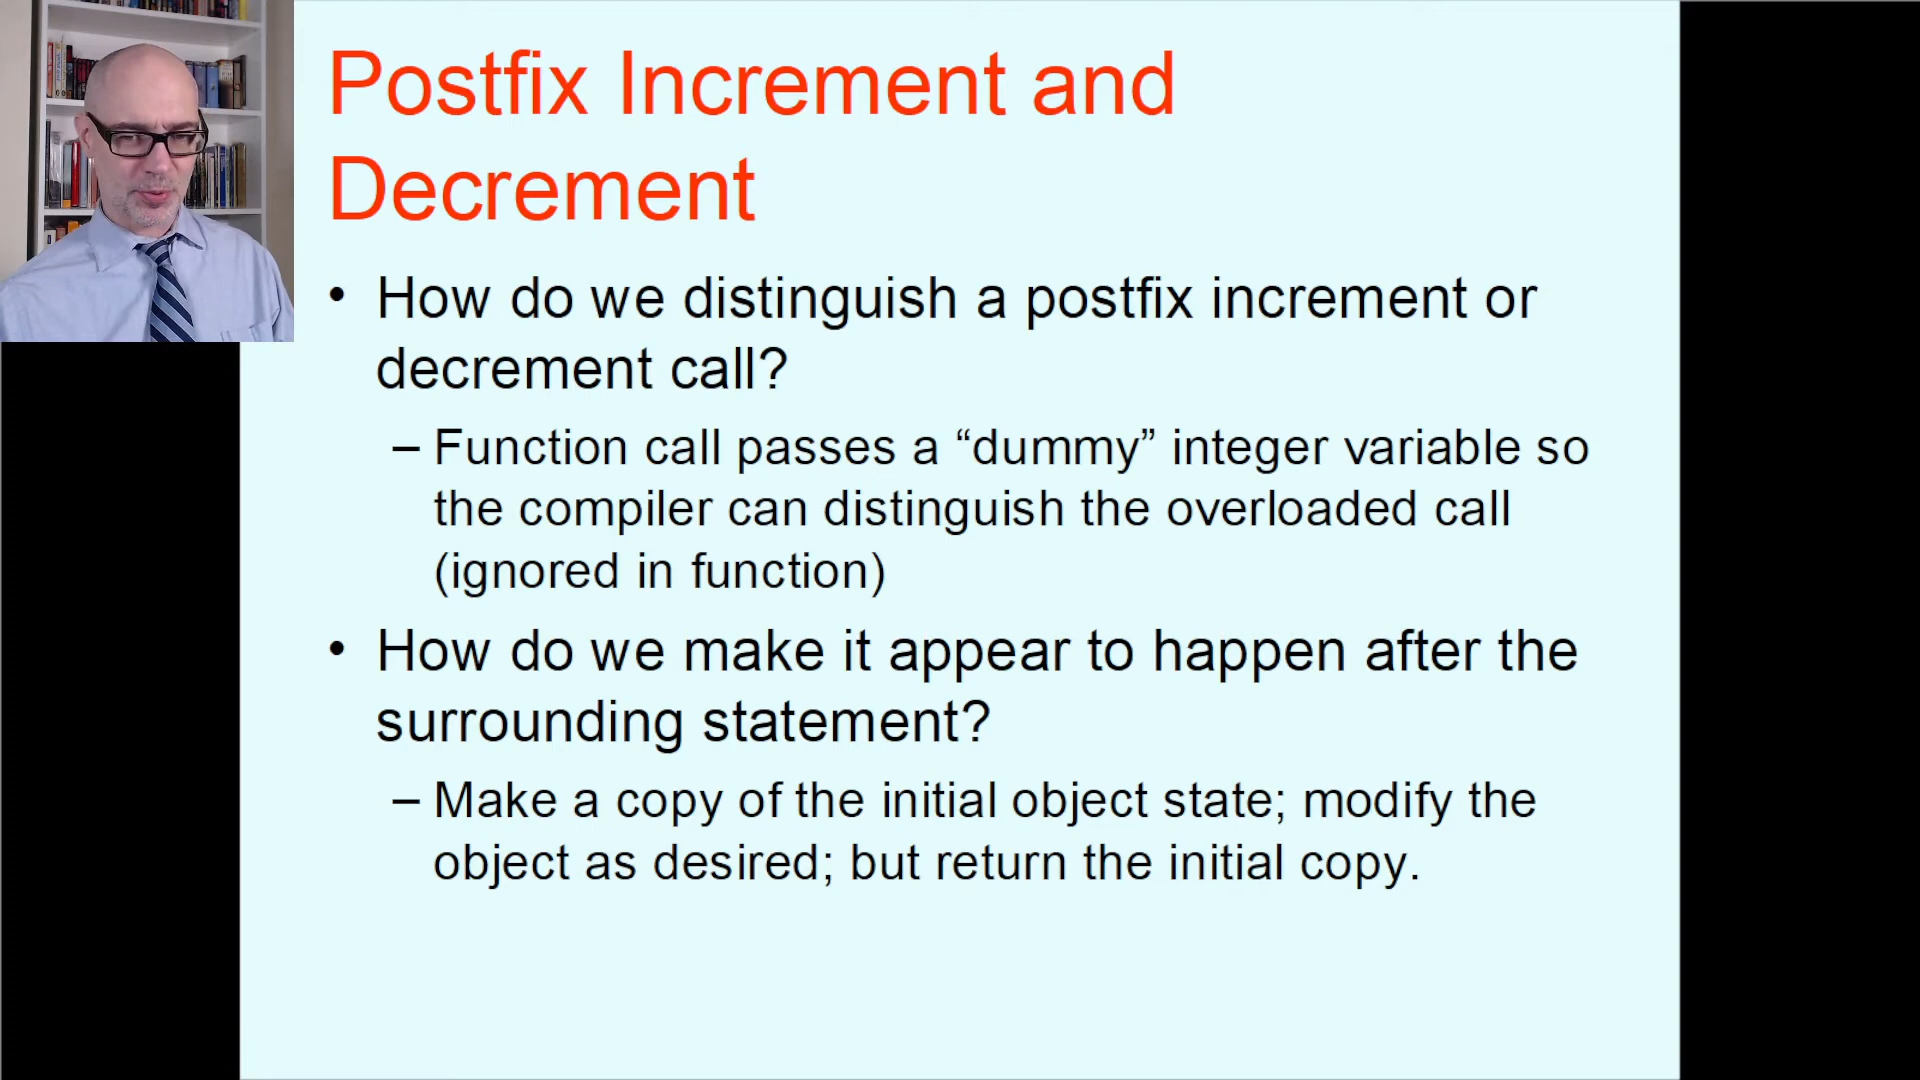 Postfix Increment and
Decrement
• How do we distinguish a postfix increment or
decrement call?
– Function call passes a “dummy” integer variable so
the compiler can distinguish the overloaded call
(ignored in function)
• How do we make it appear to happen after the
surrounding statement?
– Make a copy of the initial object state; modify the
object as desired; but return the initial copy.